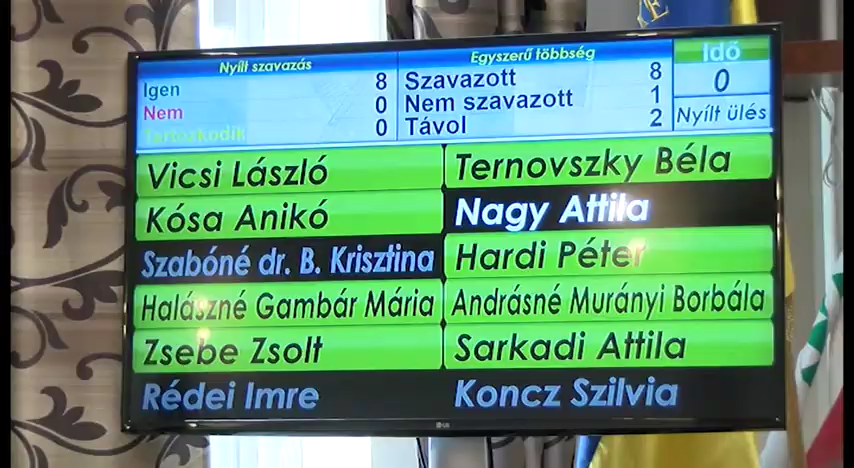 Nyílt szavazás
Igen 8
Nem 0
Tartózkodik 0
Egyszerű többség
Szavazott 8
Nem szavazott 1
Távol 2
Idő
0
Nyílt ülés
Vicsi László
Ternovszky Béla
Kósa Anikó
Nagy Attila
Szabóné dr. B. Krisztina
Hardi Péter
Halászné Gambár Mária
Andrásné Murányi Borbála
Zsebe Zsolt
Sarkadi Attila
Rédei Imre
Koncz Szilvia
LG